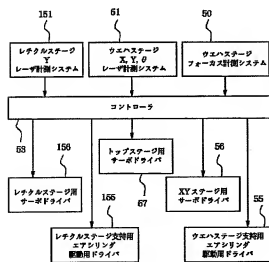 151
61
50
レチクルステージ
Y
レーザ計測システム
ウエハステージ
X, Y, θ
レーザ計測システム
ウエハステージ
フォーカス計測システム
コントローラ
53
156
レチクルステージ用
サーボドライバ
トップステージ用
サーボドライバ
57
56
XYステージ用
サーボドライバ
155
レチクルステージ支持用
エアシリンダ
駆動用ドライバ
55
ウエハステージ支持用
エアシリンダ
駆動用ドライバ